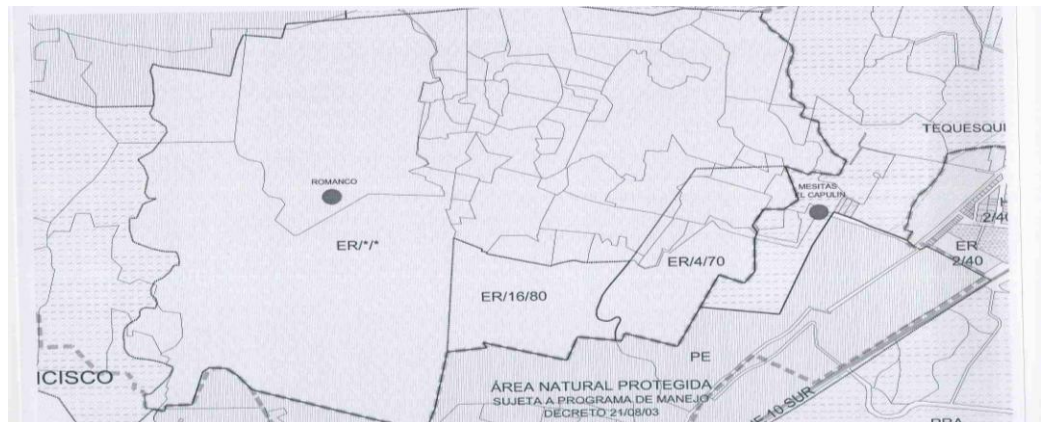 TEQUESQUI
ROMANCO
MESITAS
EL CAPULIN
2/40
ER/*/*
ER/4/70
ER
2/40
ER/16/80
PE
ICISCO
ÁREA NATURAL PROTEGIDA
SUJETA A PROGRAMA DE MANEJO
DECRETO 21/08/03
10 SUR